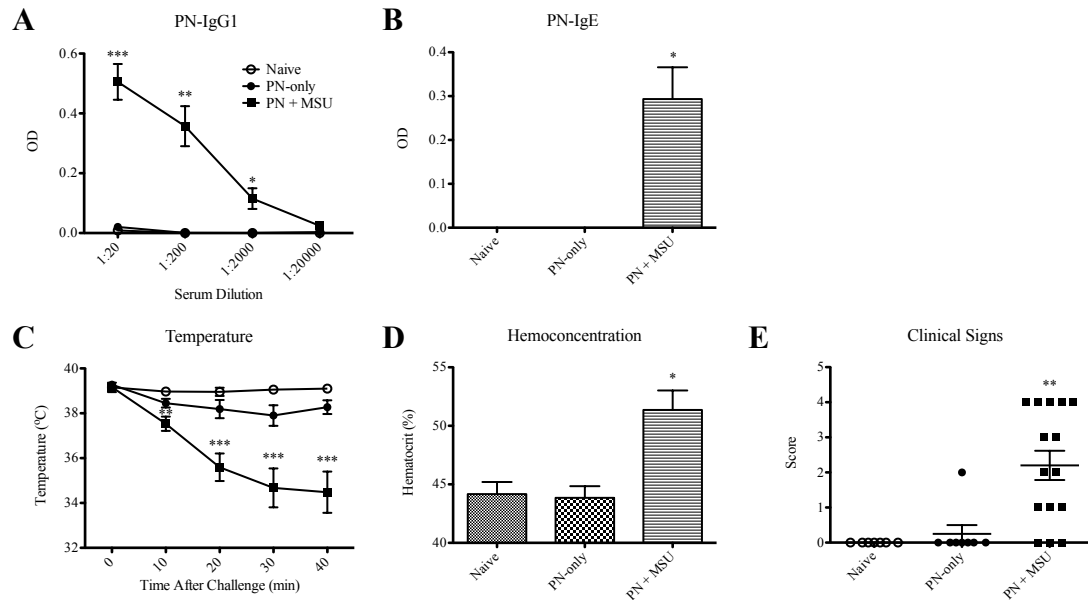 A
PN-IgG1
***
**
*
Naive
PN-only
PN + MSU
0.6
0.4
0.2
0.0
OD
1:20
1:200
1:2000
1:20000
Serum Dilution
B
PN-IgE
*
0.4
0.3
0.2
0.1
0.0
OD
Naive
PN-only
PN + MSU
C
Temperature
40
38
36
34
32
Temperature (ºC)
**
***
***
***
0
10
20
30
40
Time After Challenge (min)
D
Hemoconcentration
*
55
50
45
40
Hematocrit (%)
Naive
PN-only
PN + MSU
E
Clinical Signs
**
5
4
3
2
1
0
Score
Naive
PN-only
PN + MSU